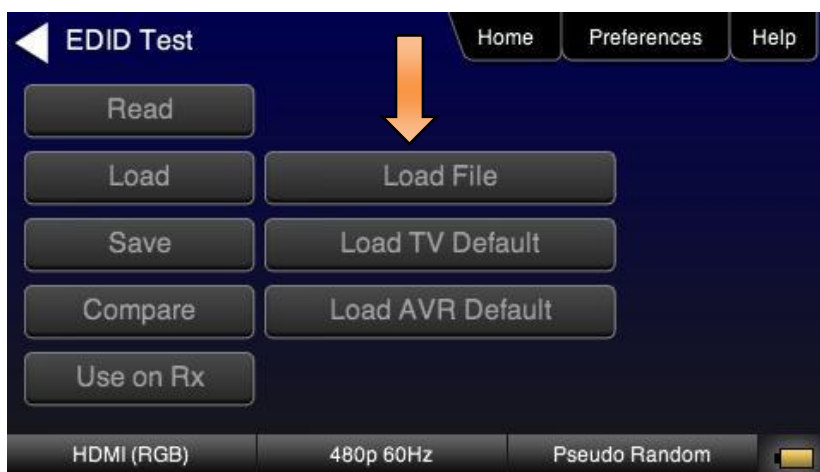 EDID Test
Home Preferences Help
Read
Load Load File
Save Load TV Default
Compare Load AVR Default
Use on Rx
HDMI (RGB) 480p 60Hz Pseudo Random